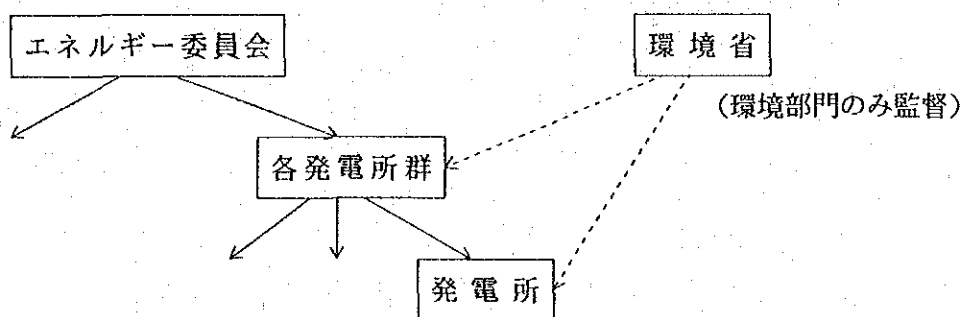 エネルギー委員会
環境省
(環境部門のみ監督)
各発電所群
発電所